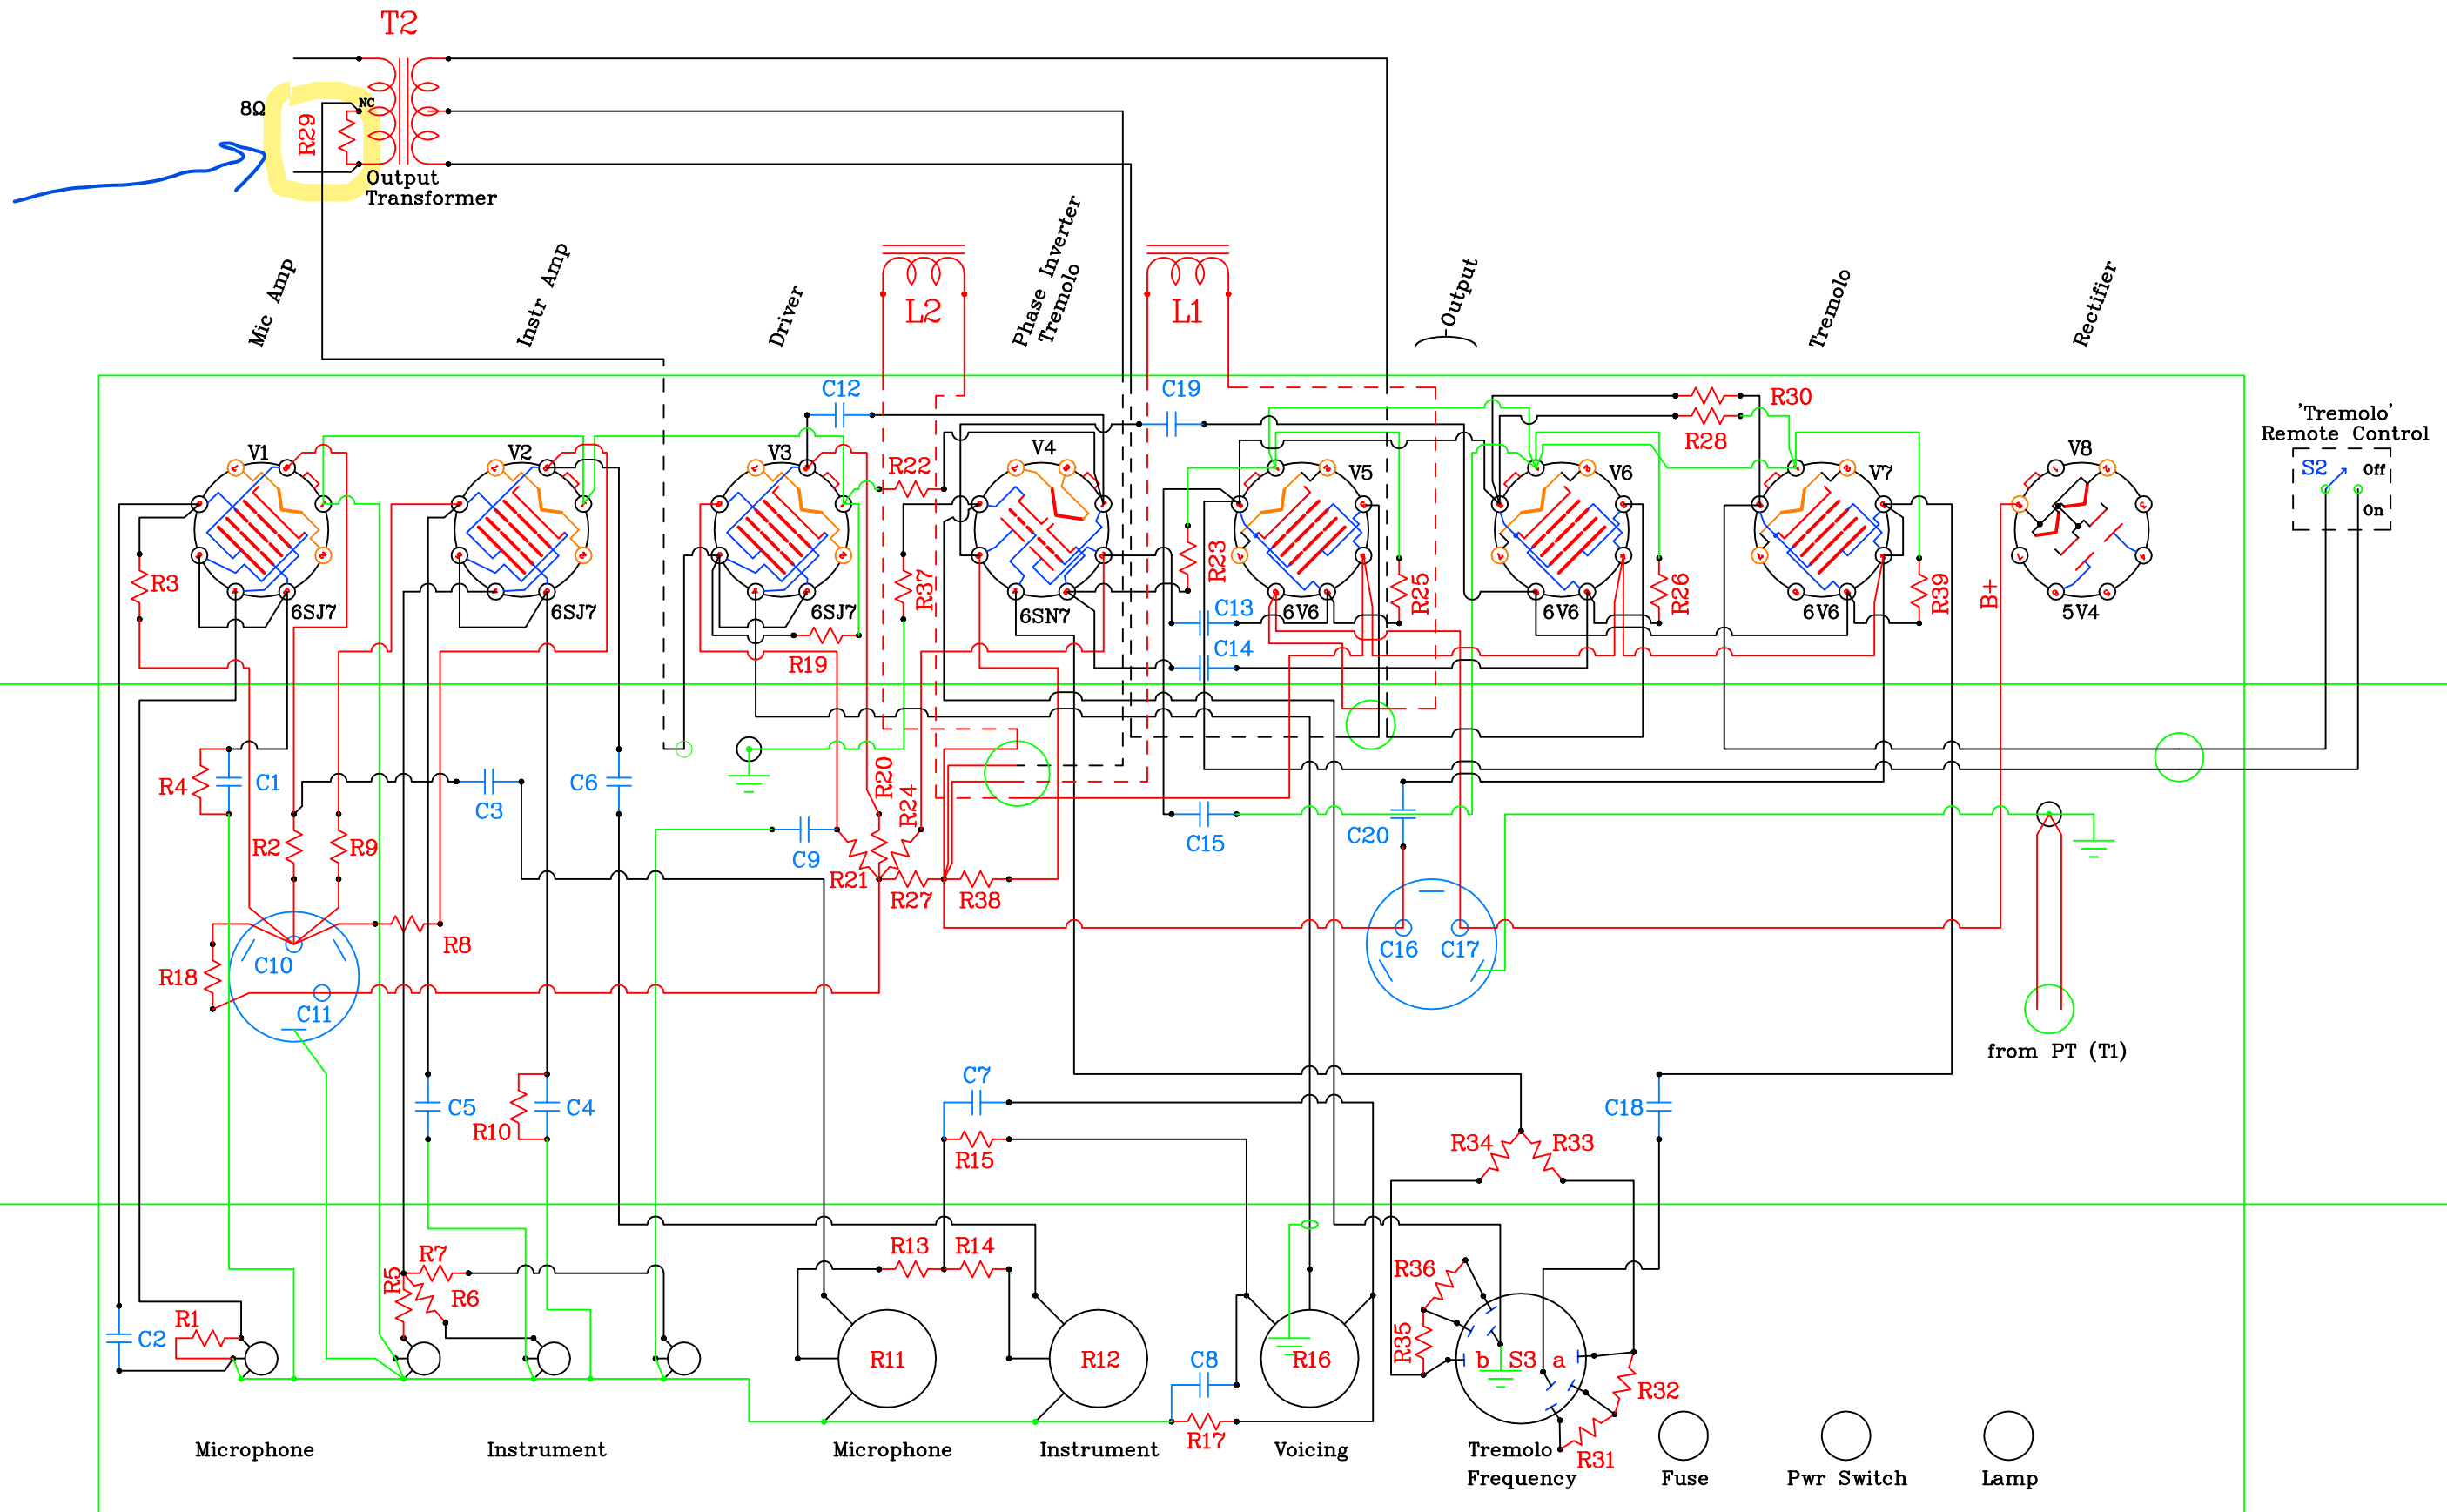 T2
8Ω
NC
R29
Output
Transformer
Mic Amp
Instr Amp
Driver
L2
Phase Inverter
Tremolo
L1
Output
Tremolo
Rectifier
C12
C19
R30
R28
'Tremolo'
Remote Control
S2
Off
On
V1
V2
V3
R22
V4
V5
V6
V7
V8
R3
6SJ7
6SJ7
6SJ7
R37
6SN7
R23
C13
6V6
R25
6V6
R26
6V6
R39
B+
5V4
R19
C14
R4
C1
C3
C6
R20
R24
C9
C15
C20
R2
R9
R21
R27
R38
R8
C10
R18
C11
C16
C17
from PT (T1)
C7
C5
R10
C4
R15
C18
R34
R33
R7
R5
R6
R13
R14
R36
R1
C2
R35
R11
R12
C8
R16
b
S3
a
R32
R17
R31
Microphone
Instrument
Microphone
Instrument
Voicing
Tremolo
Frequency
Fuse
Pwr Switch
Lamp